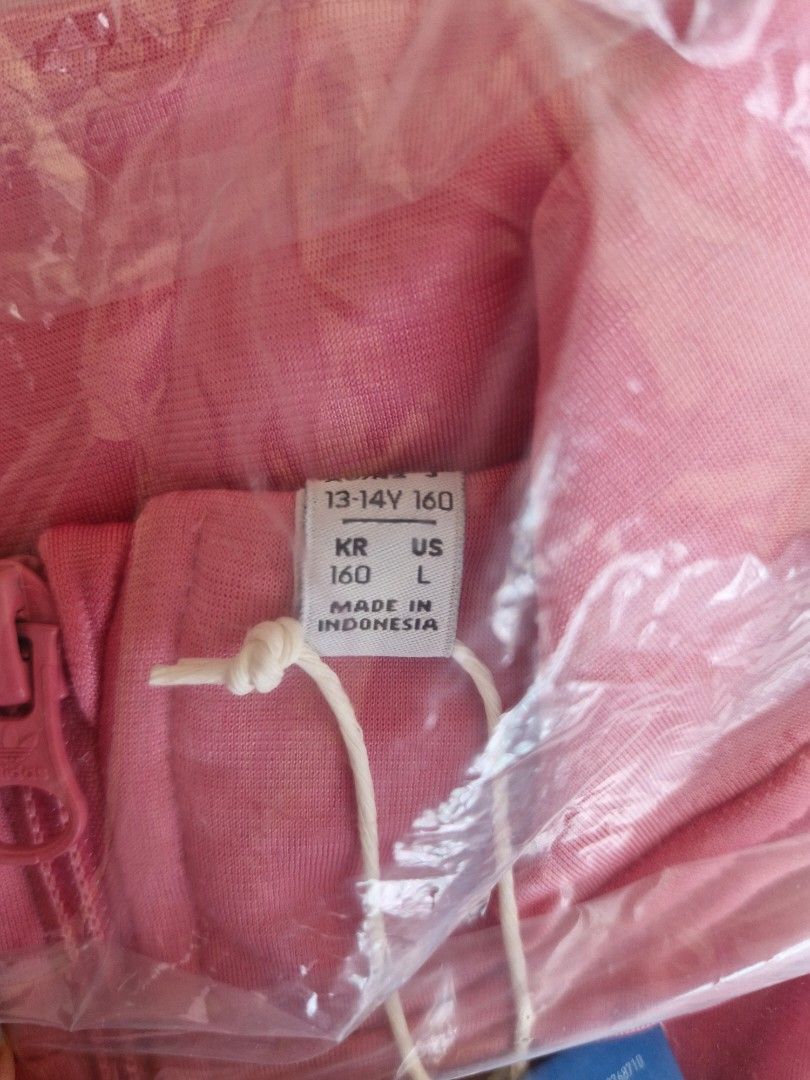 13-14Y 160
KR US
160 L
MADE IN
INDONESIA